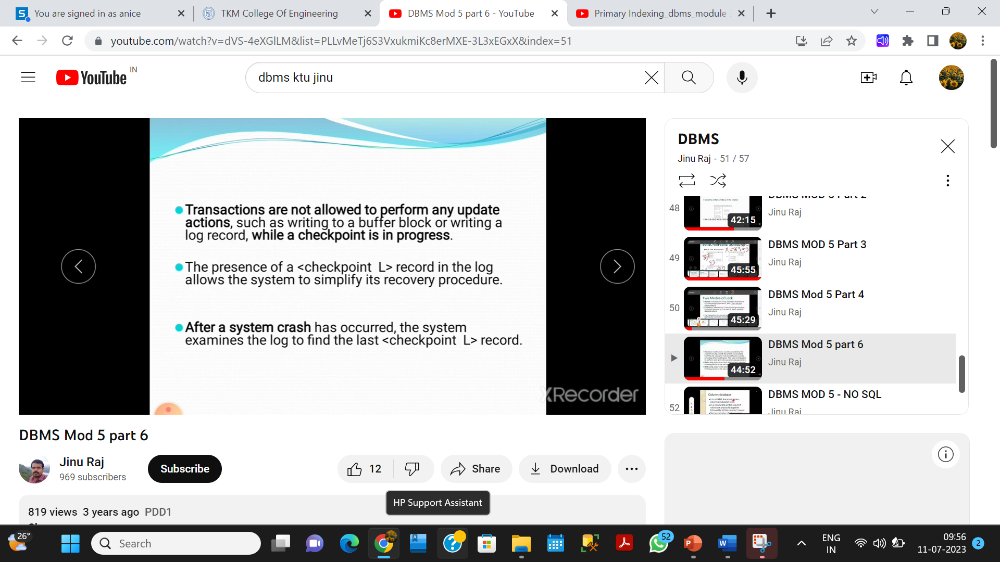 You are signed in as anice
TKM College Of Engineering
DBMS Mod 5 part 6 - YouTube
Primary Indexing_dbms_module
youtube.com/watch?v=dVS-4eXGlLM&list=PLLvMeTj6S3VxukmiKc8erMXE-3L3xEGxX&index=51
YouTube IN
dbms ktu jinu
Transactions are not allowed to perform any update
actions, such as writing to a buffer block or writing a
log record, while a checkpoint is in progress.
The presence of a <checkpoint L> record in the log
allows the system to simplify its recovery procedure.
After a system crash has occurred, the system
examines the log to find the last <checkpoint L> record.
XRecorder
DBMS
Jinu Raj - 51 / 57
48
42:15
Jinu Raj
49
45:55
DBMS MOD 5 Part 3
Jinu Raj
50
Two Modes of Lock
45:29
DBMS Mod 5 Part 4
Jinu Raj
44:52
DBMS Mod 5 part 6
Jinu Raj
52
Column database
DBMS MOD 5 - NO SQL
Jinu Raj
DBMS Mod 5 part 6
Jinu Raj
969 subscribers
Subscribe
12
Share
Download
HP Support Assistant
819 views 3 years ago PDD1
26°
Search
52
ENG
IN
09:56
11-07-2023
2